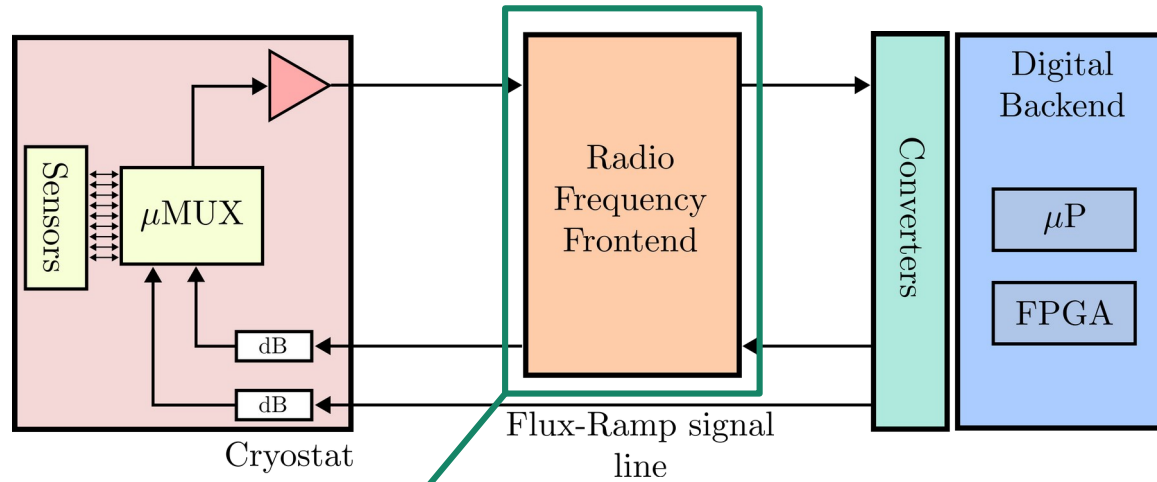 Sensors
μMUX
dB
dB
Cryostat
Radio
Frequency
Frontend
Flux-Ramp signal
line
Converters
Digital
Backend
μP
FPGA